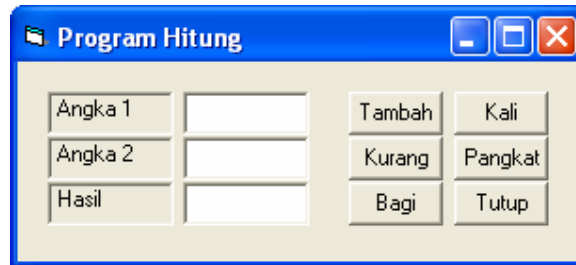 Program Hitung
Angka 1 Tambah Kali
Angka 2 Kurang Pangkat
Hasil Bagi Tutup